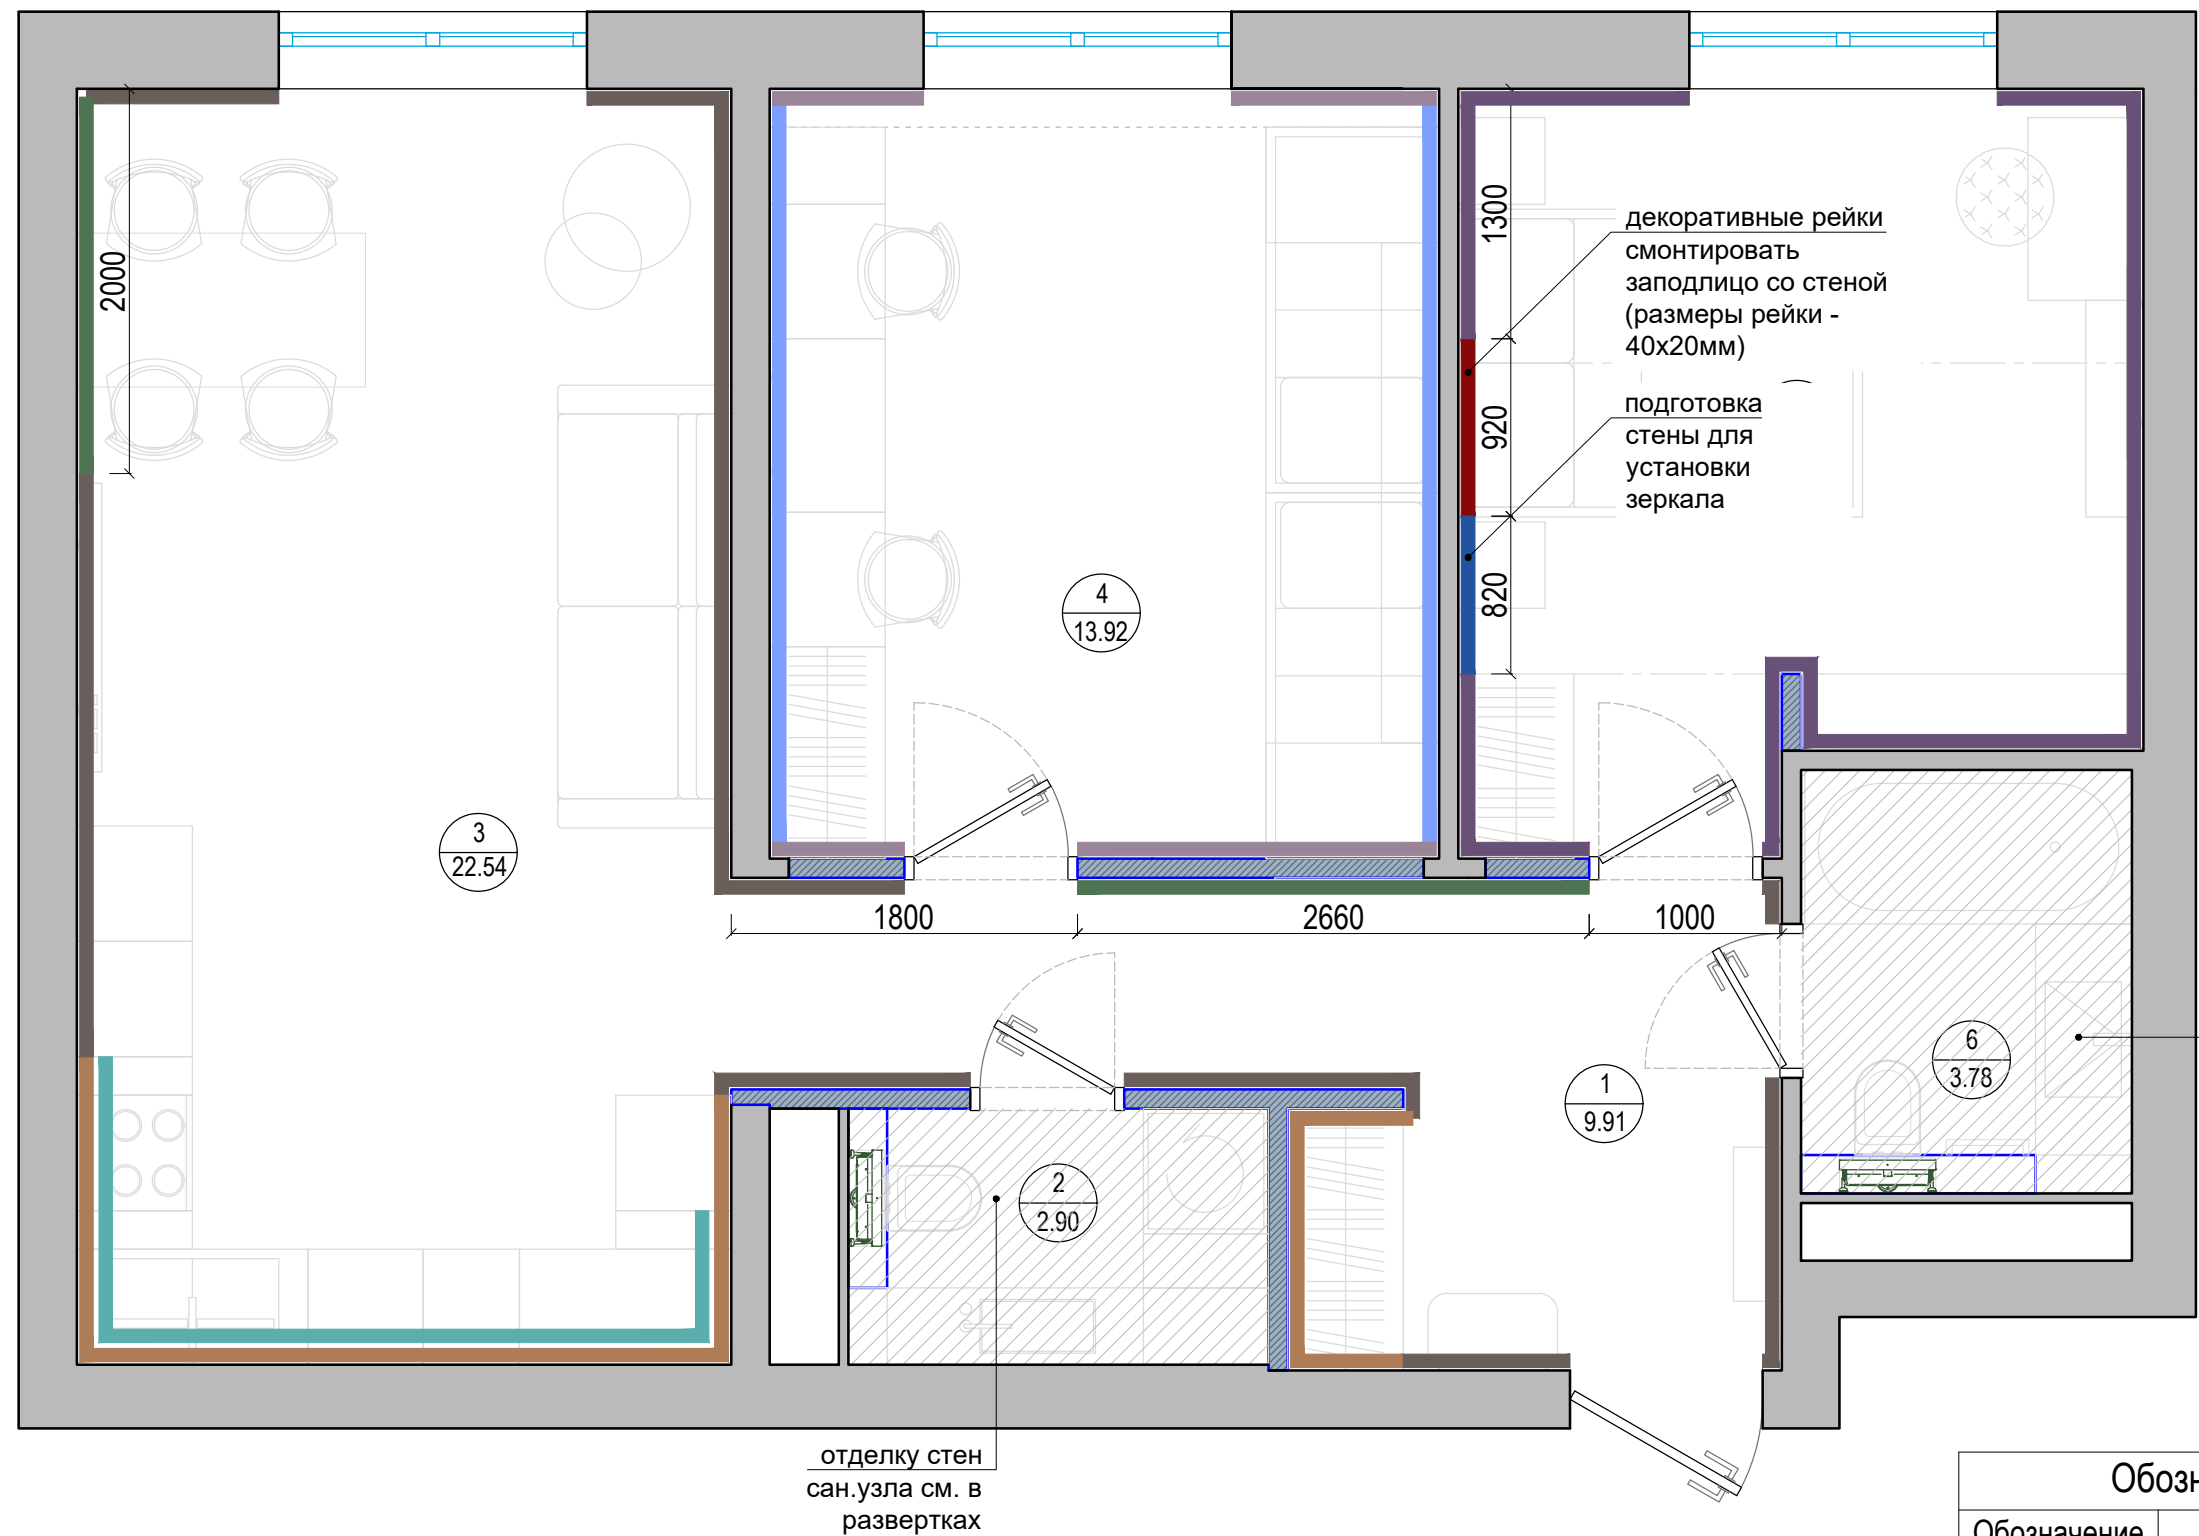 2000
1300
декоративные рейки
смонтировать
заподлицо со стеной
(размеры рейки -
40х20мм)
920
подготовка
стены для
установки
зеркала
820
4
13.92
3
22.54
1800
2660
1000
6
3.78
1
9.91
2
2.90
отделку стен
сан.узла см. в
развертках
Обозн
Обозначение